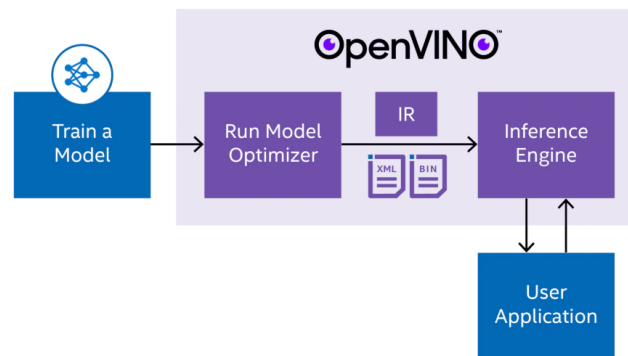 OpenVINO™
Train a
Model
Run Model
Optimizer
IR
XML BIN
Inference
Engine
User
Application